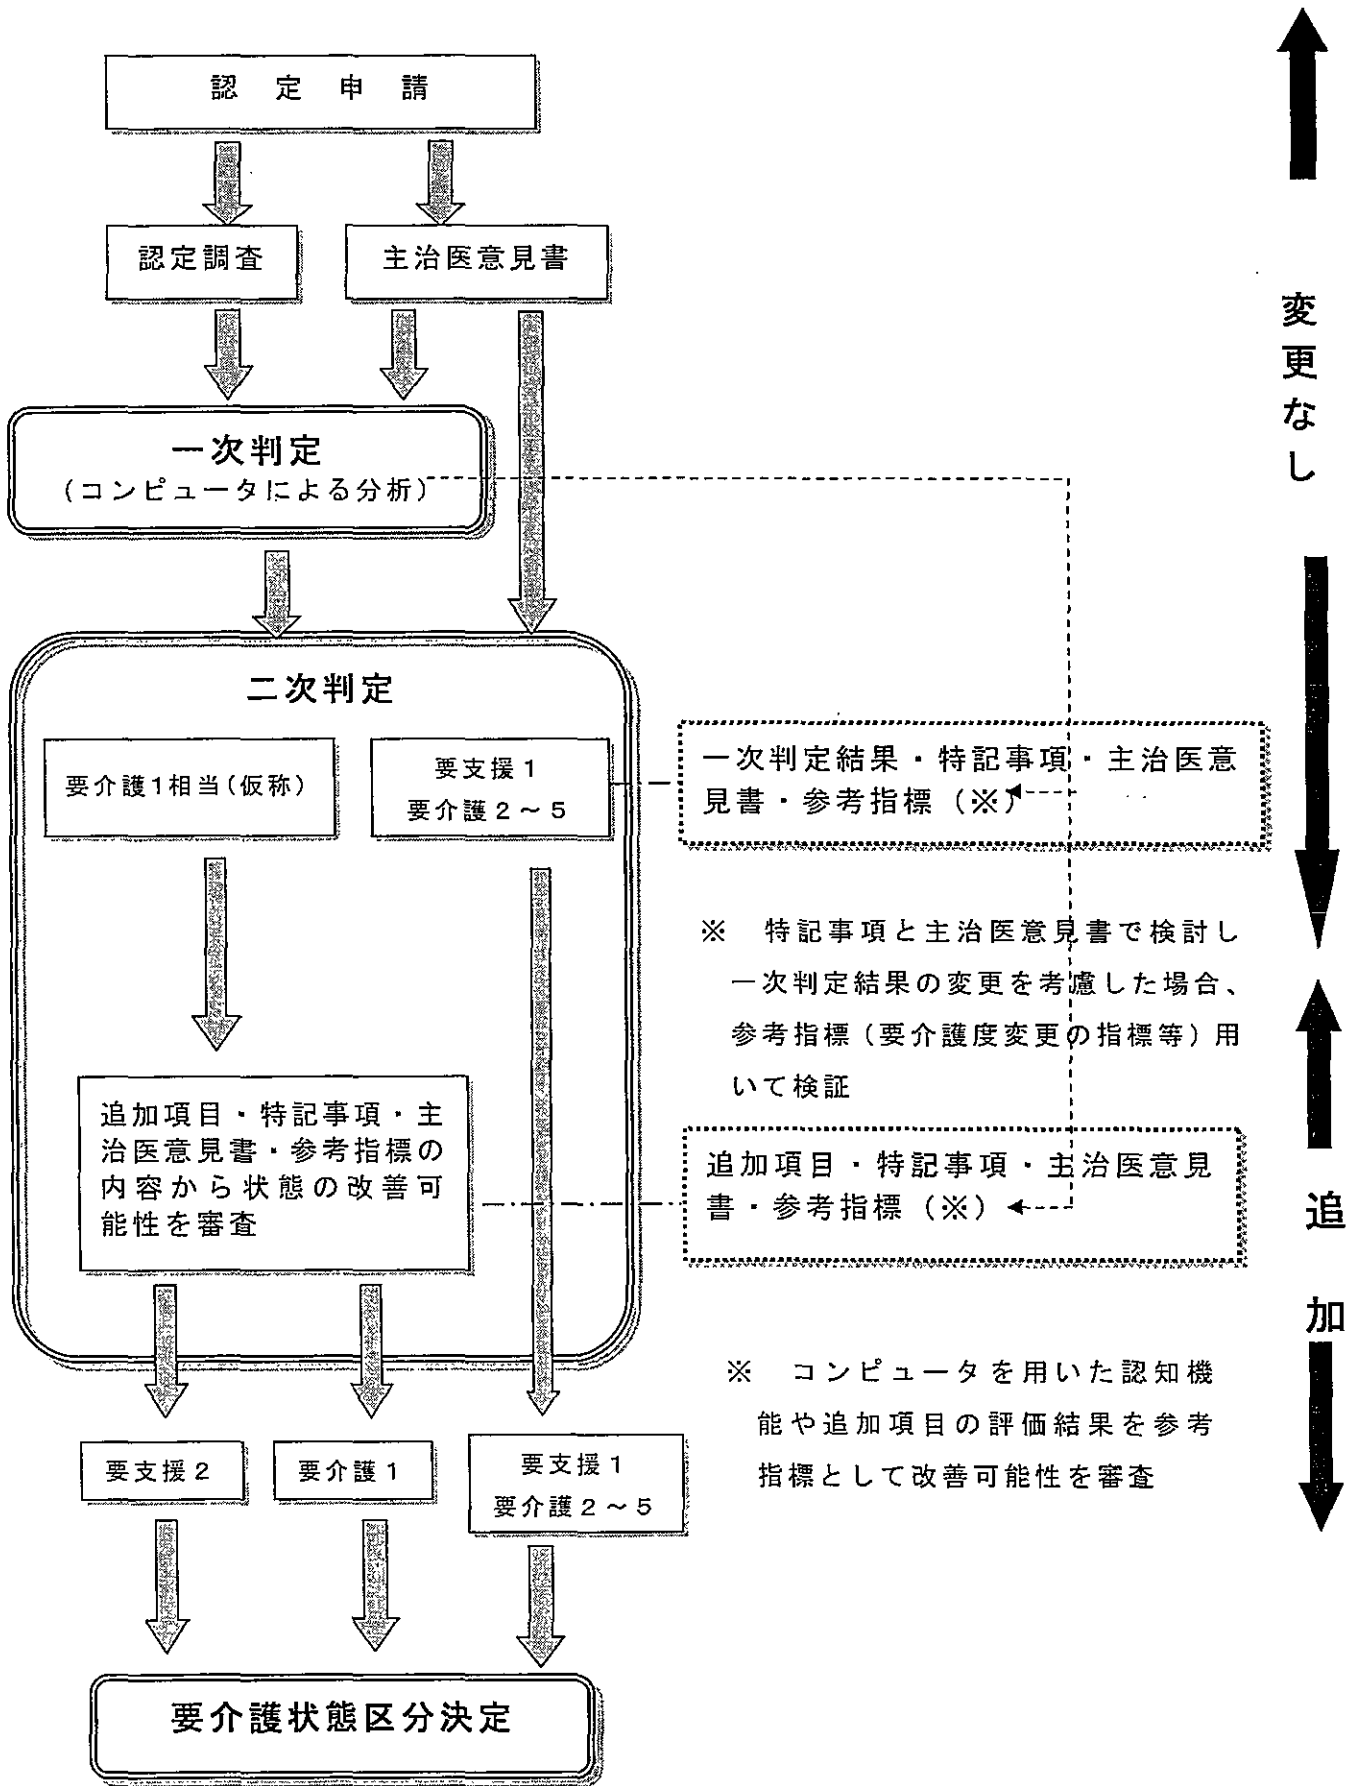 認定申請
認定調査
主治医意見書
一次判定
(コンピュータによる分析)
二次判定
要介護1相当(仮称)
要支援1
要介護2～5
一次判定結果・特記事項・主治医意
見書・参考指標（※）
※　特記事項と主治医意見書で検討し
一次判定結果の変更を考慮した場合、
参考指標（要介護度変更の指標等）用
いて検証
追加項目・特記事項・主
治医意見書・参考指標の
内容から状態の改善可
能性を審査
追加項目・特記事項・主治医意見
書・参考指標（※）
※　コンピュータを用いた認知機
能や追加項目の評価結果を参考
指標として改善可能性を審査
要支援2
要介護1
要支援1
要介護2～5
要介護状態区分決定
変更なし
追加